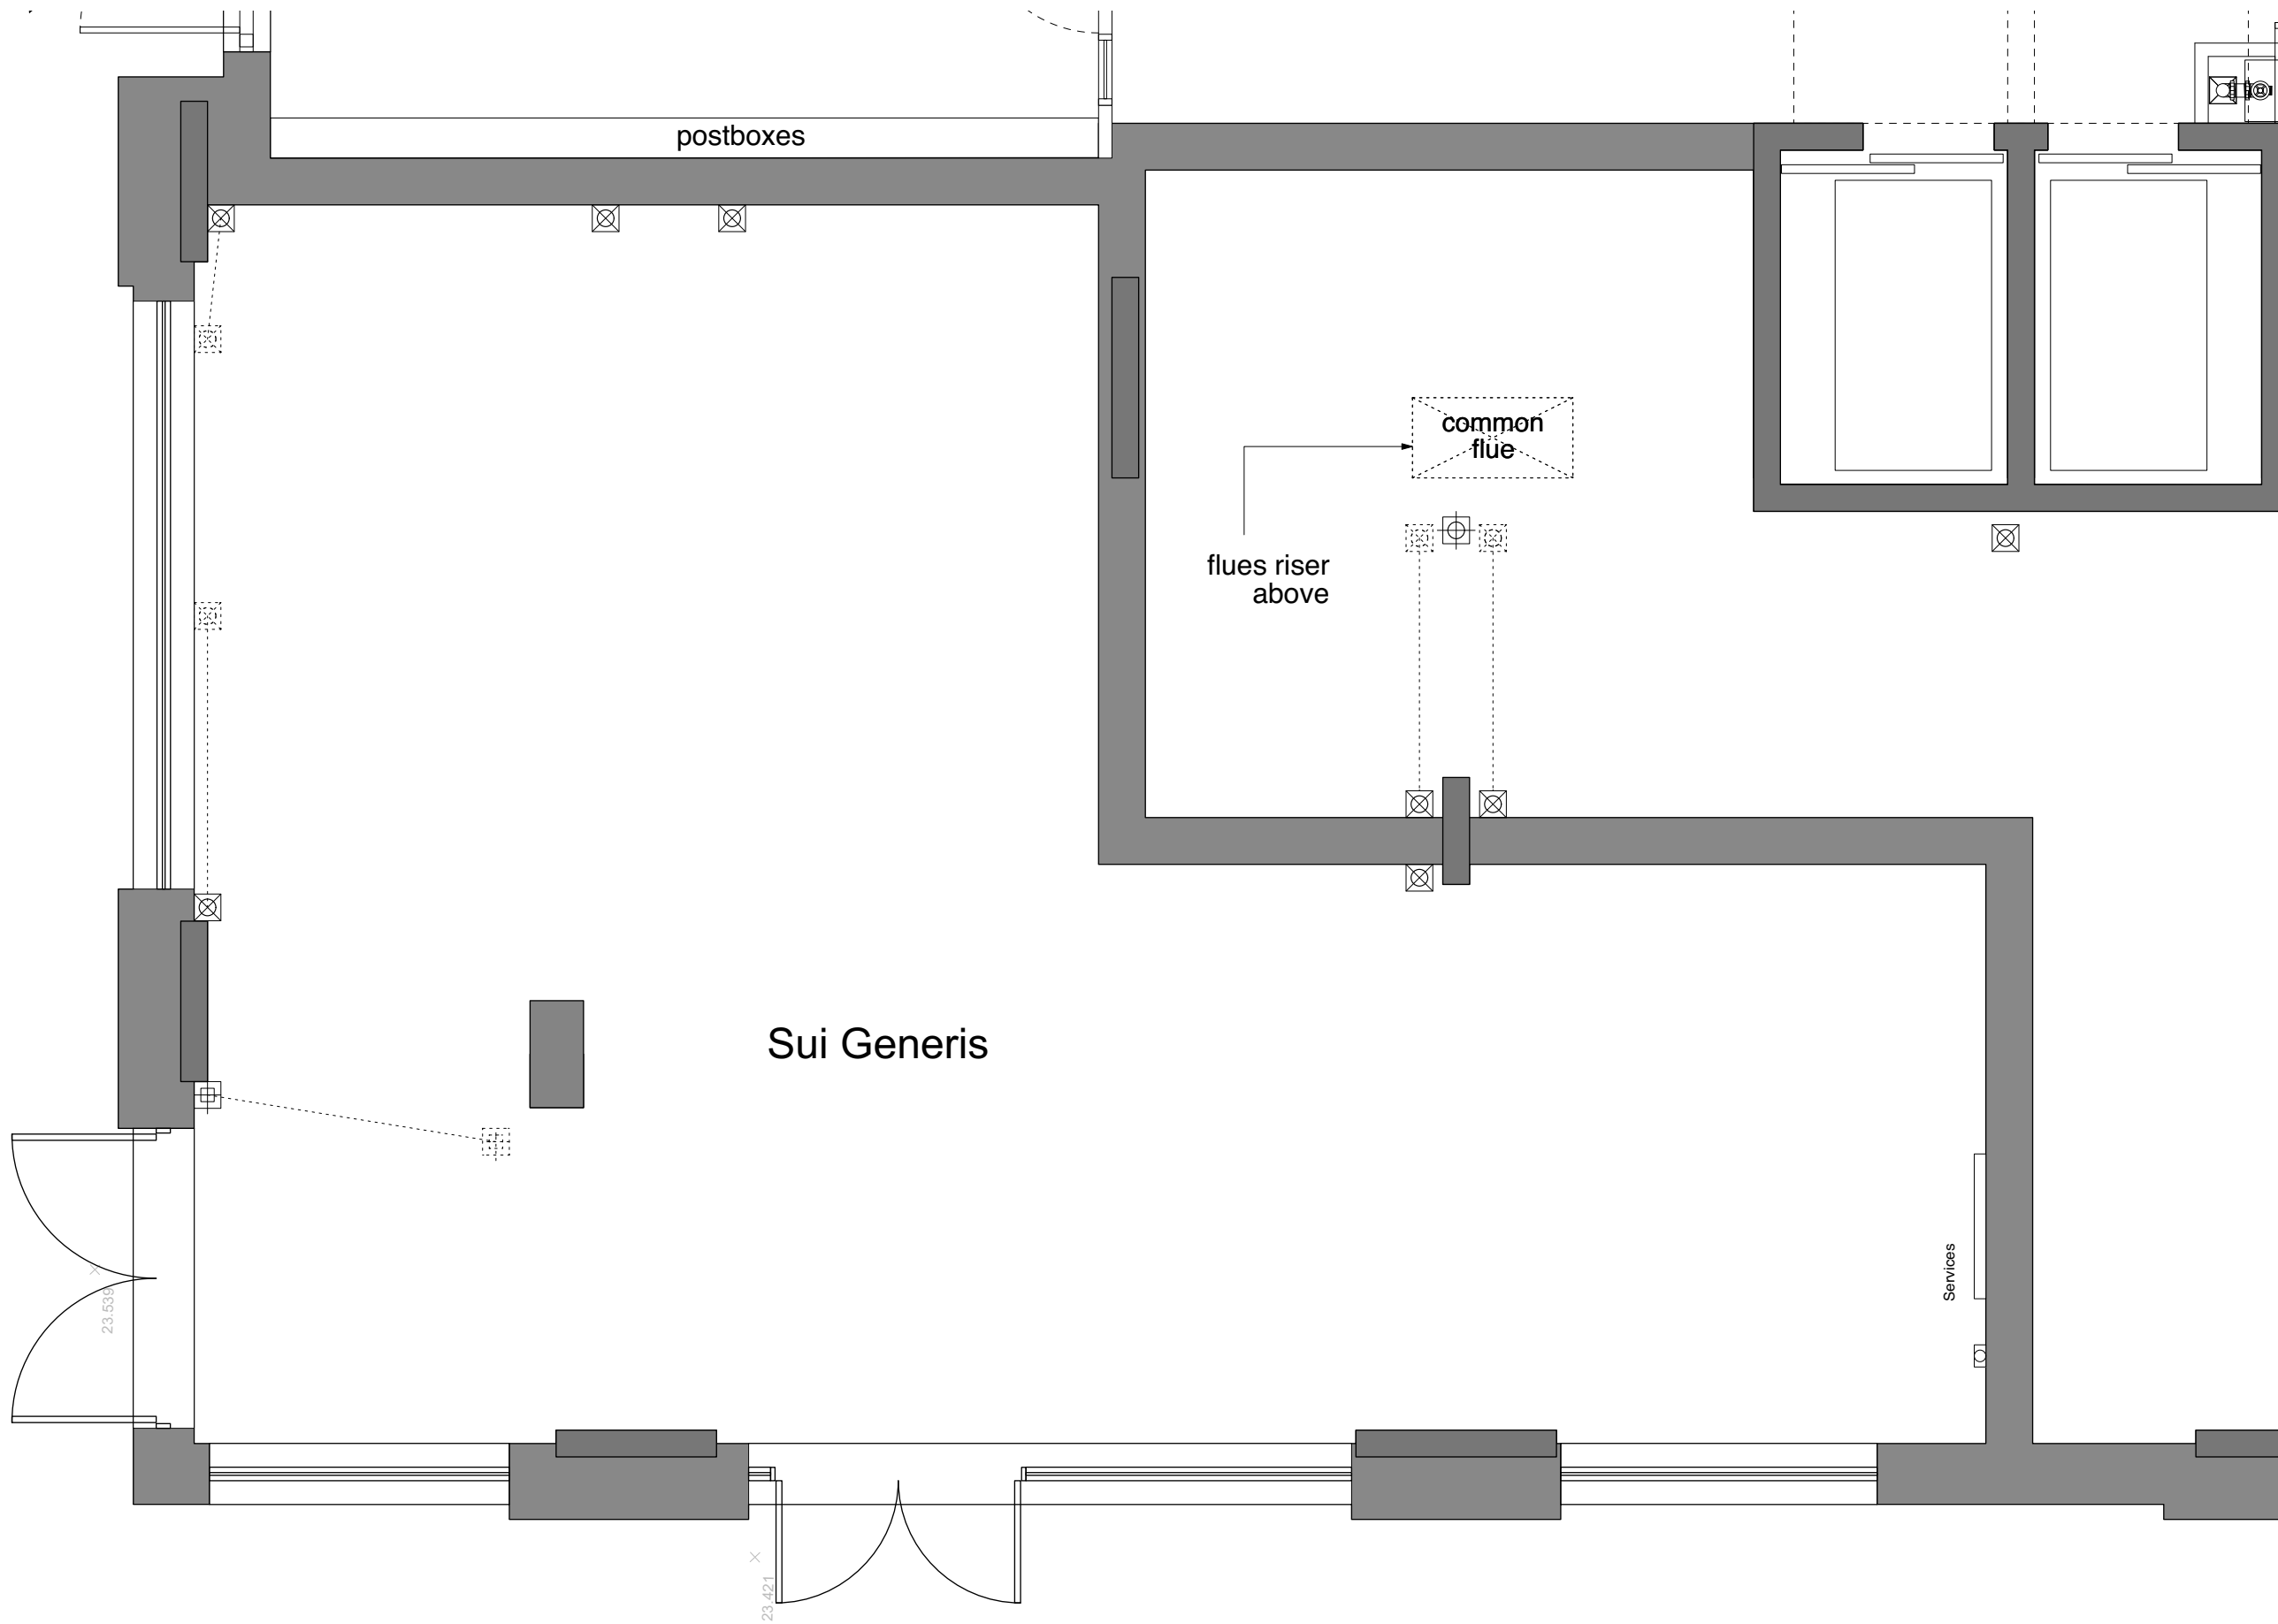 postboxes
common
flue
flues riser
above
Sui Generis
Services
23.539
23.421